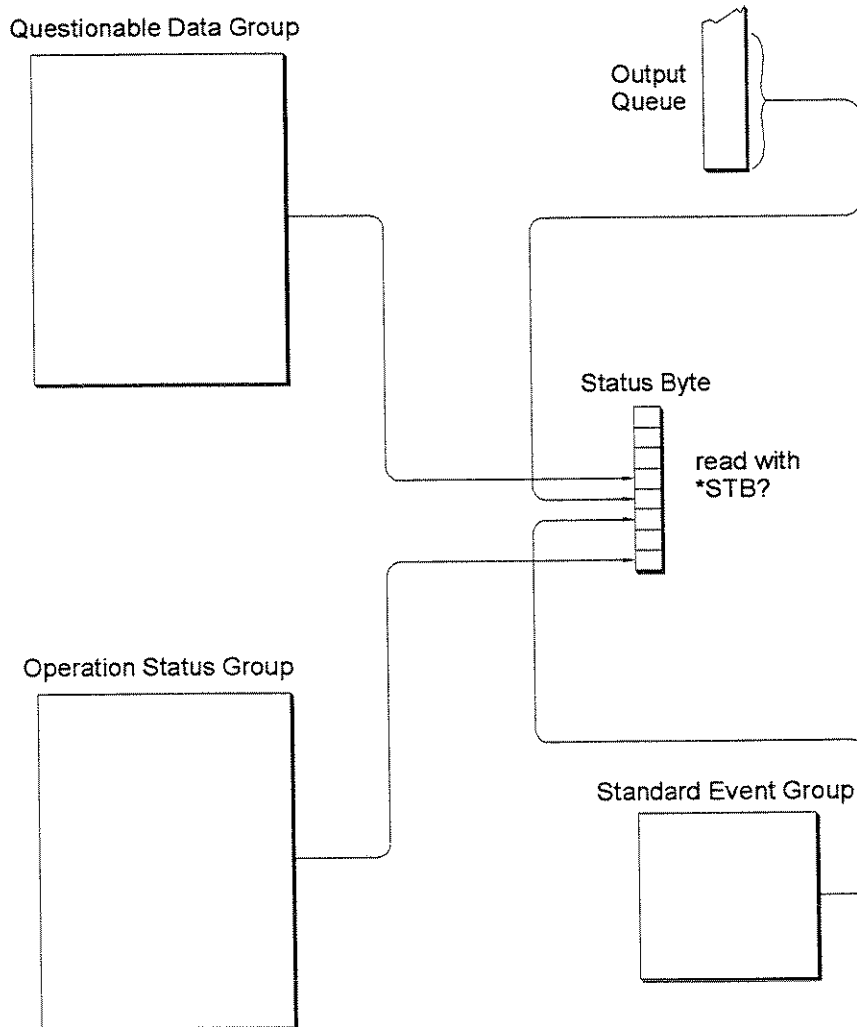 Questionable Data Group
Output
Queue
Status Byte
read with
*STB?
Operation Status Group
Standard Event Group